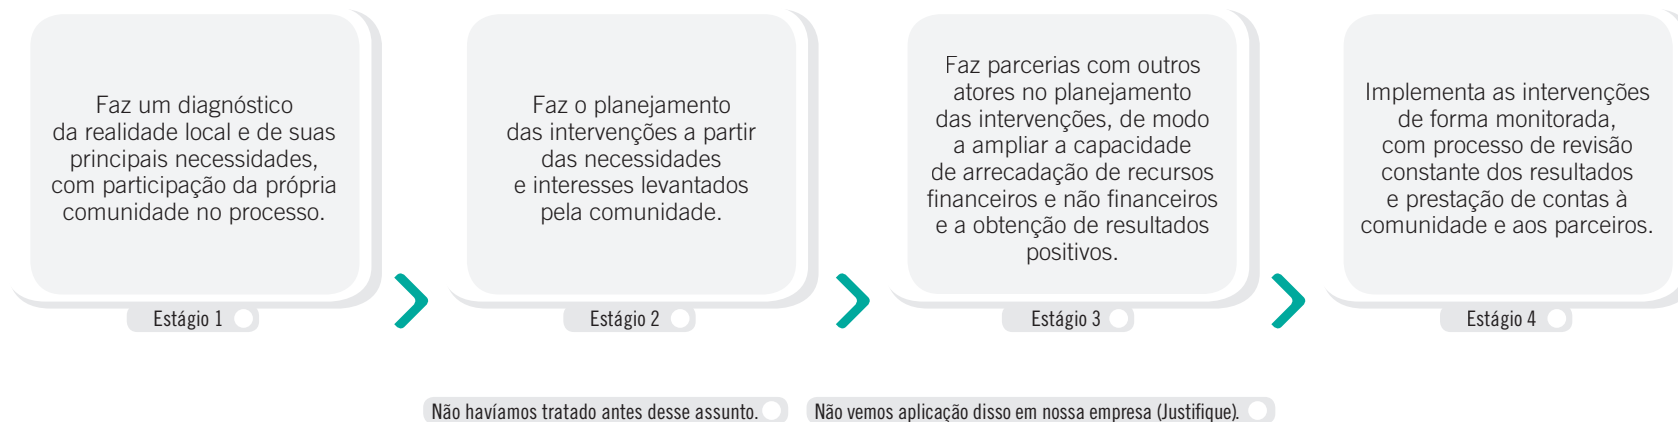 Faz um diagnóstico
da realidade local e de suas
principais necessidades,
com participação da própria
comunidade no processo.
Estágio 1
Faz o planejamento
das intervenções a partir
das necessidades
e interesses levantados
pela comunidade.
Estágio 2
Faz parcerias com outros
atores no planejamento
das intervenções, de modo
a ampliar a capacidade
de arrecadação de recursos
financeiros e não financeiros
e a obtenção de resultados
positivos.
Estágio 3
Implementa as intervenções
de forma monitorada,
com processo de revisão
constante dos resultados
e prestação de contas à
comunidade e aos parceiros.
Estágio 4
Não havíamos tratado antes desse assunto.
Não vemos aplicação disso em nossa empresa (Justifique).